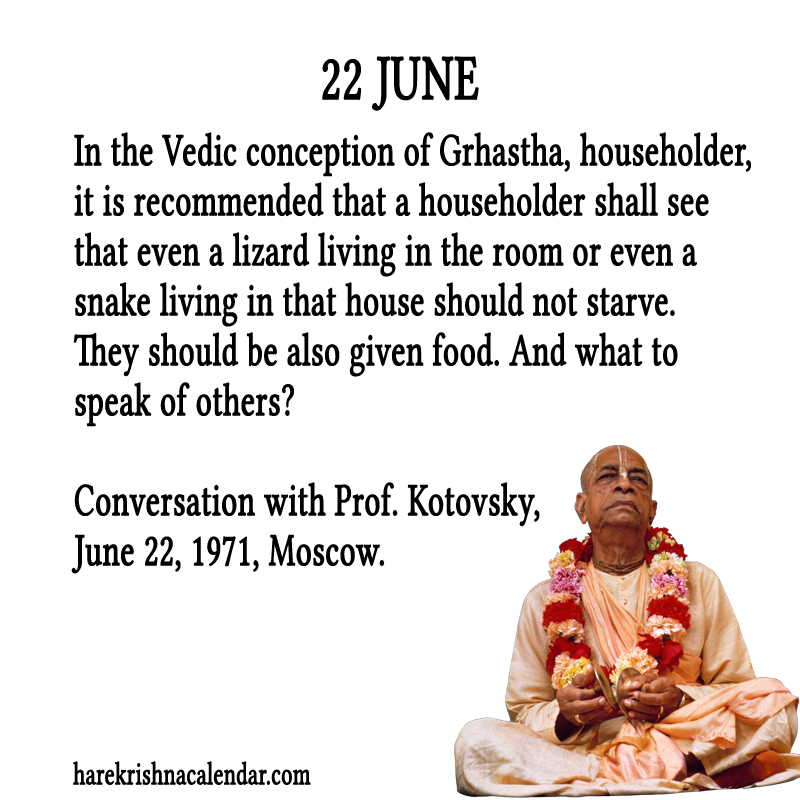 22 JUNE
In the Vedic conception of Grhastha, householder,
it is recommended that a householder shall see
that even a lizard living in the room or even a
snake living in that house should not starve.
They should be also given food. And what to
speak of others?
Conversation with Prof. Kotovsky,
June 22, 1971, Moscow.
harekrishnacalendar.com